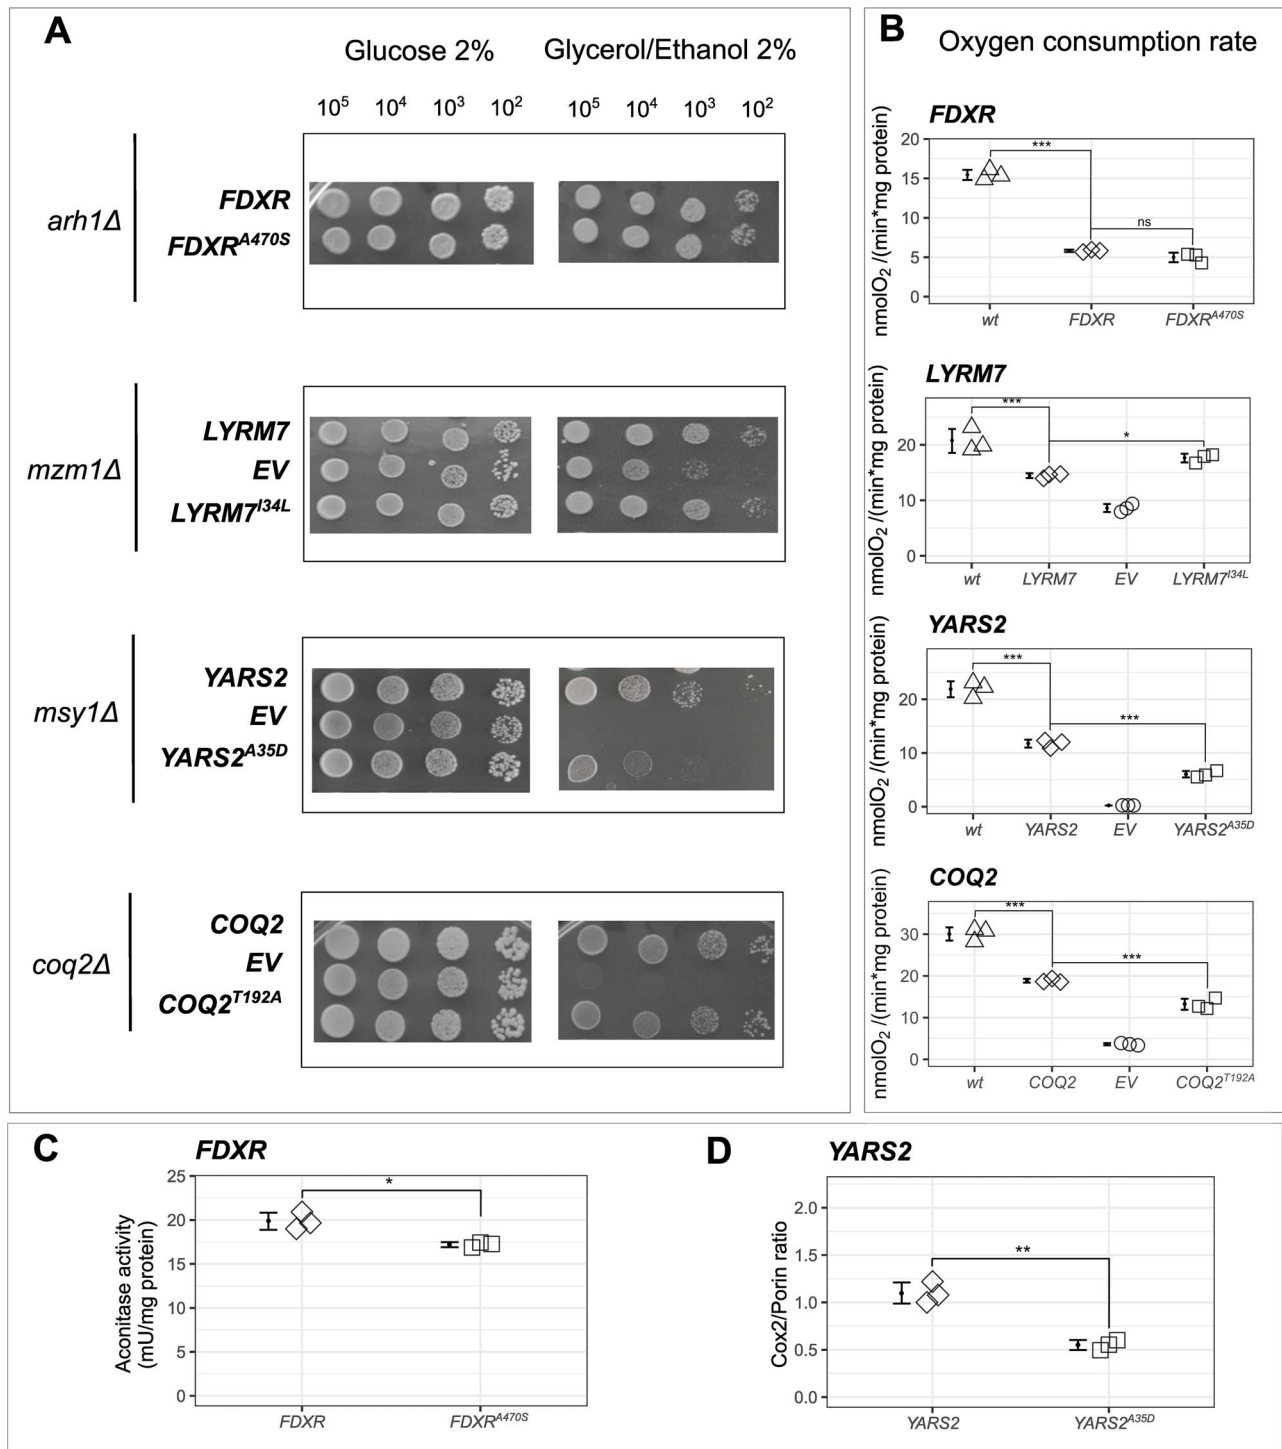 A
Glucose 2% Glycerol/Ethanol 2%
10⁵ 10⁴ 10³ 10² 10⁵ 10⁴ 10³ 10²
arh1Δ
FDXR
FDXR^A470S
mzm1Δ
LYRM7
EV
LYRM7^I34L
msy1Δ
YARS2
EV
YARS2^A35D
coq2Δ
COQ2
EV
COQ2^T192A
B
Oxygen consumption rate
FDXR
nmolO₂ /(min*mg protein)
20
15
10
5
0
***
ns
wt FDXR FDXR^A470S
LYRM7
nmolO₂ /(min*mg protein)
20
10
0
***
*
wt LYRM7 EV LYRM7^I34L
YARS2
nmolO₂ /(min*mg protein)
20
10
0
***
***
wt YARS2 EV YARS2^A35D
COQ2
nmolO₂ /(min*mg protein)
30
20
10
0
***
***
wt COQ2 EV COQ2^T192A
C
FDXR
Aconitase activity
(mU/mg protein)
25
20
15
10
5
0
*
FDXR FDXR^A470S
D
YARS2
Cox2/Porin ratio
2.0
1.5
1.0
0.5
0.0
**
YARS2 YARS2^A35D